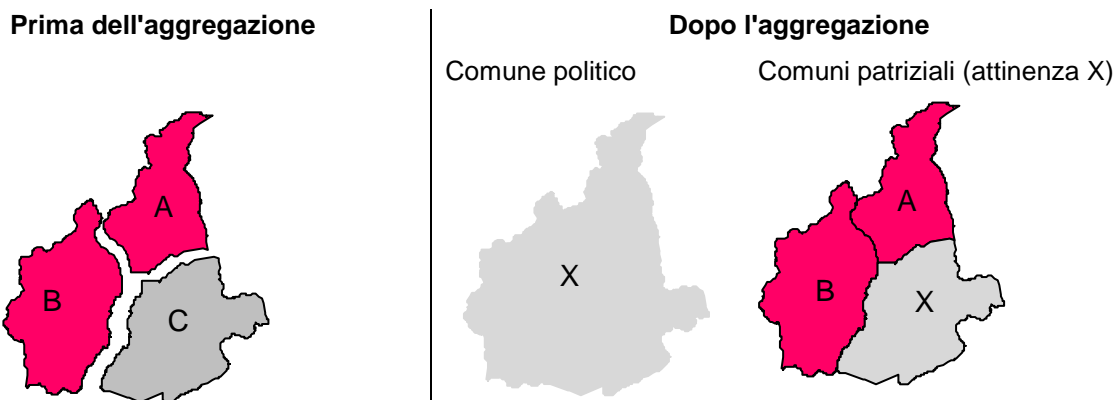 Prima dell'aggregazione
Dopo l'aggregazione
Comune politico
Comuni patriziali (attinenza X)
A
B
C
X
A
B
X